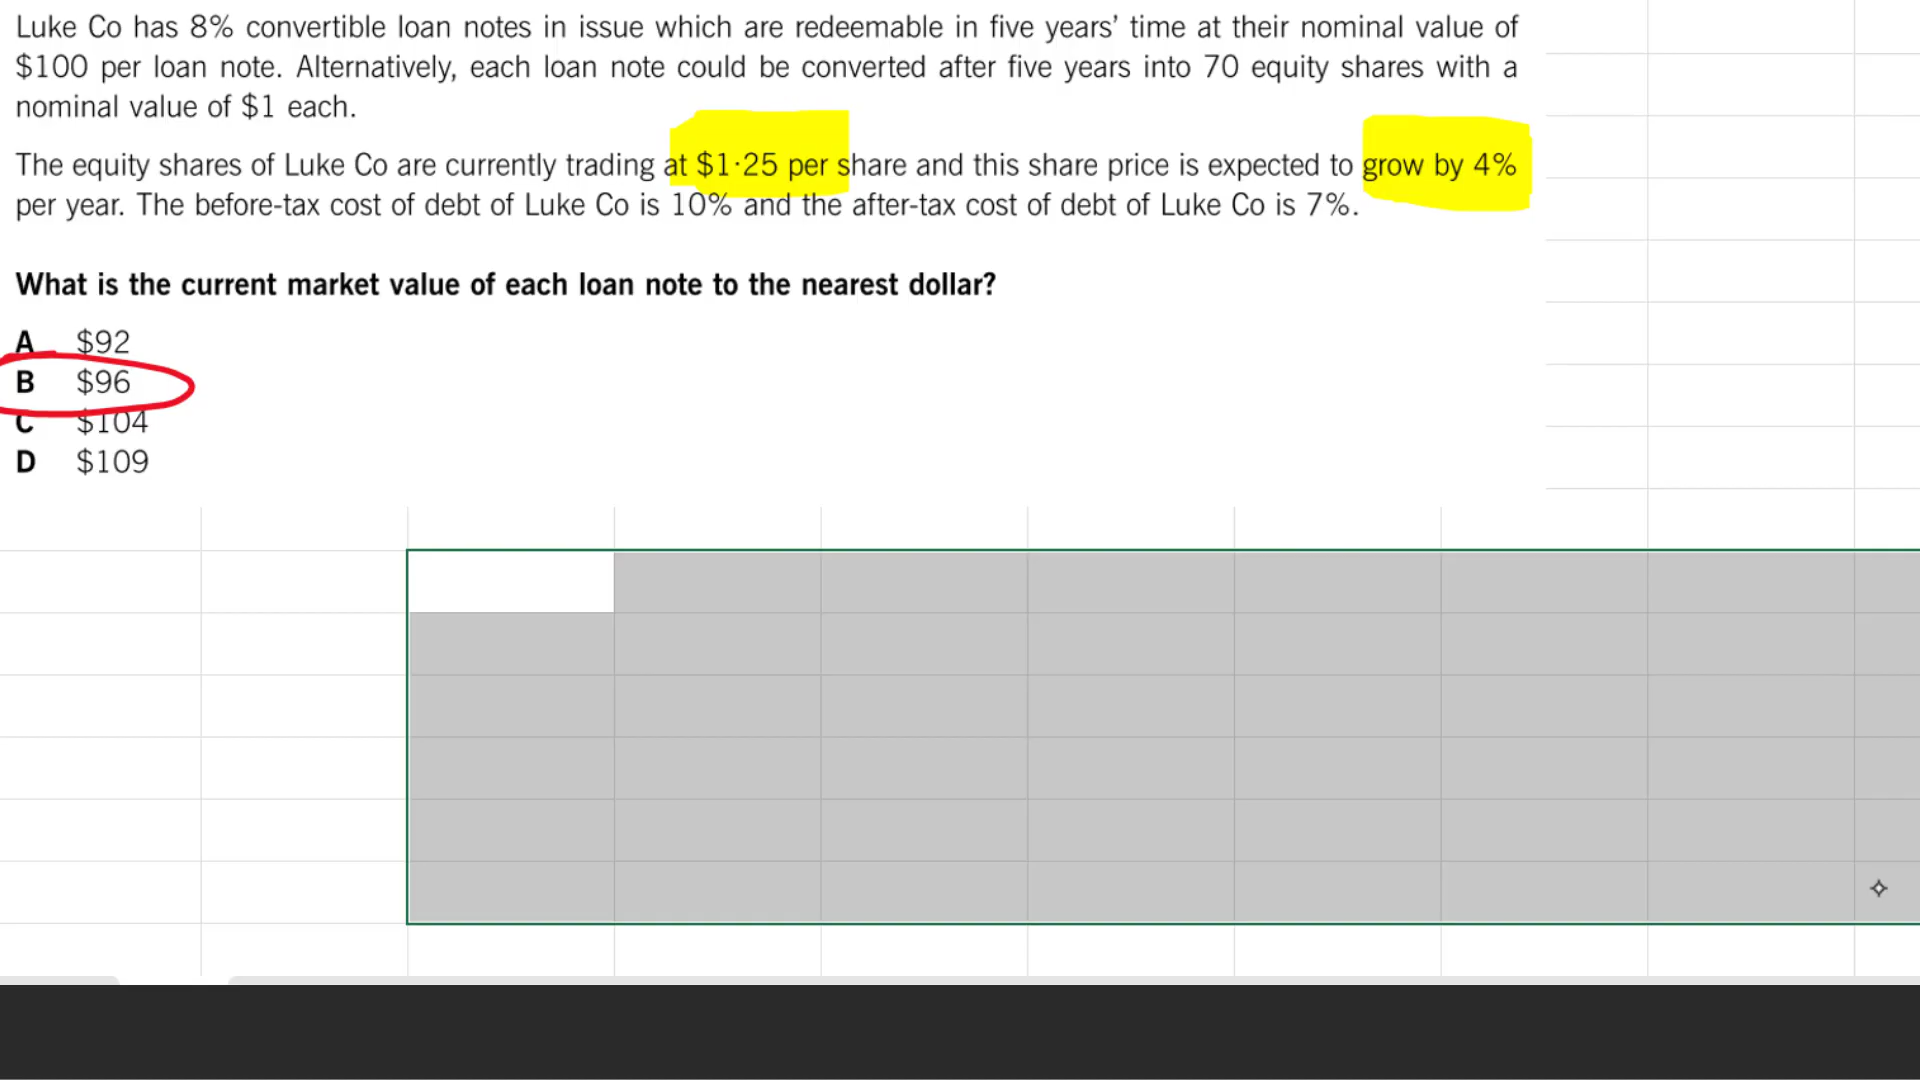 Luke Co has 8% convertible loan notes in issue which are redeemable in five years’ time at their nominal value of
$100 per loan note. Alternatively, each loan note could be converted after five years into 70 equity shares with a
nominal value of $1 each.
The equity shares of Luke Co are currently trading at $1·25 per share and this share price is expected to grow by 4%
per year. The before-tax cost of debt of Luke Co is 10% and the after-tax cost of debt of Luke Co is 7%.
What is the current market value of each loan note to the nearest dollar?
A $92
B $96
C $104
D $109